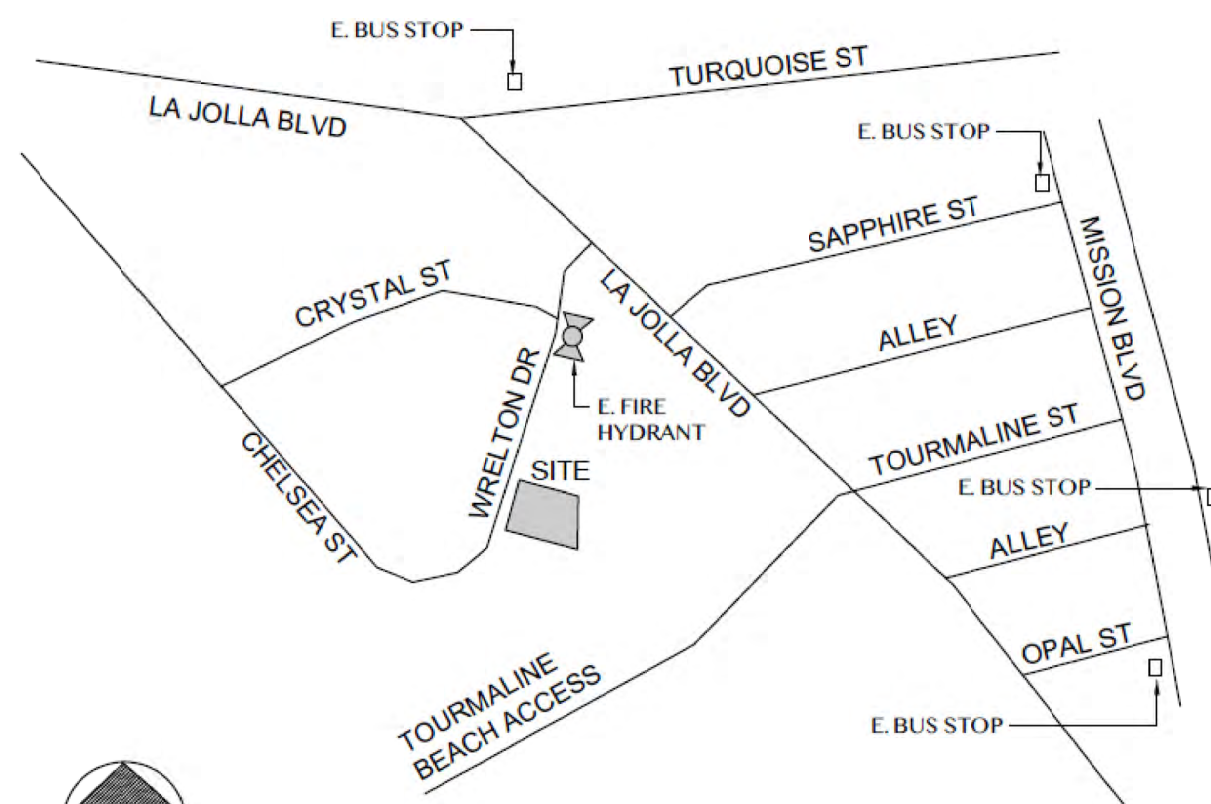 E. BUS STOP
TURQUOISE ST
LA JOLLA BLVD
E. BUS STOP
SAPPHIRE ST
MISSION BLVD
CRYSTAL ST
LA JOLLA BLVD
ALLEY
WRELTON DR
E. FIRE
HYDRANT
TOURMALINE ST
CHELSEA ST
SITE
E. BUS STOP
ALLEY
OPAL ST
TOURMALINE
BEACH ACCESS
E. BUS STOP